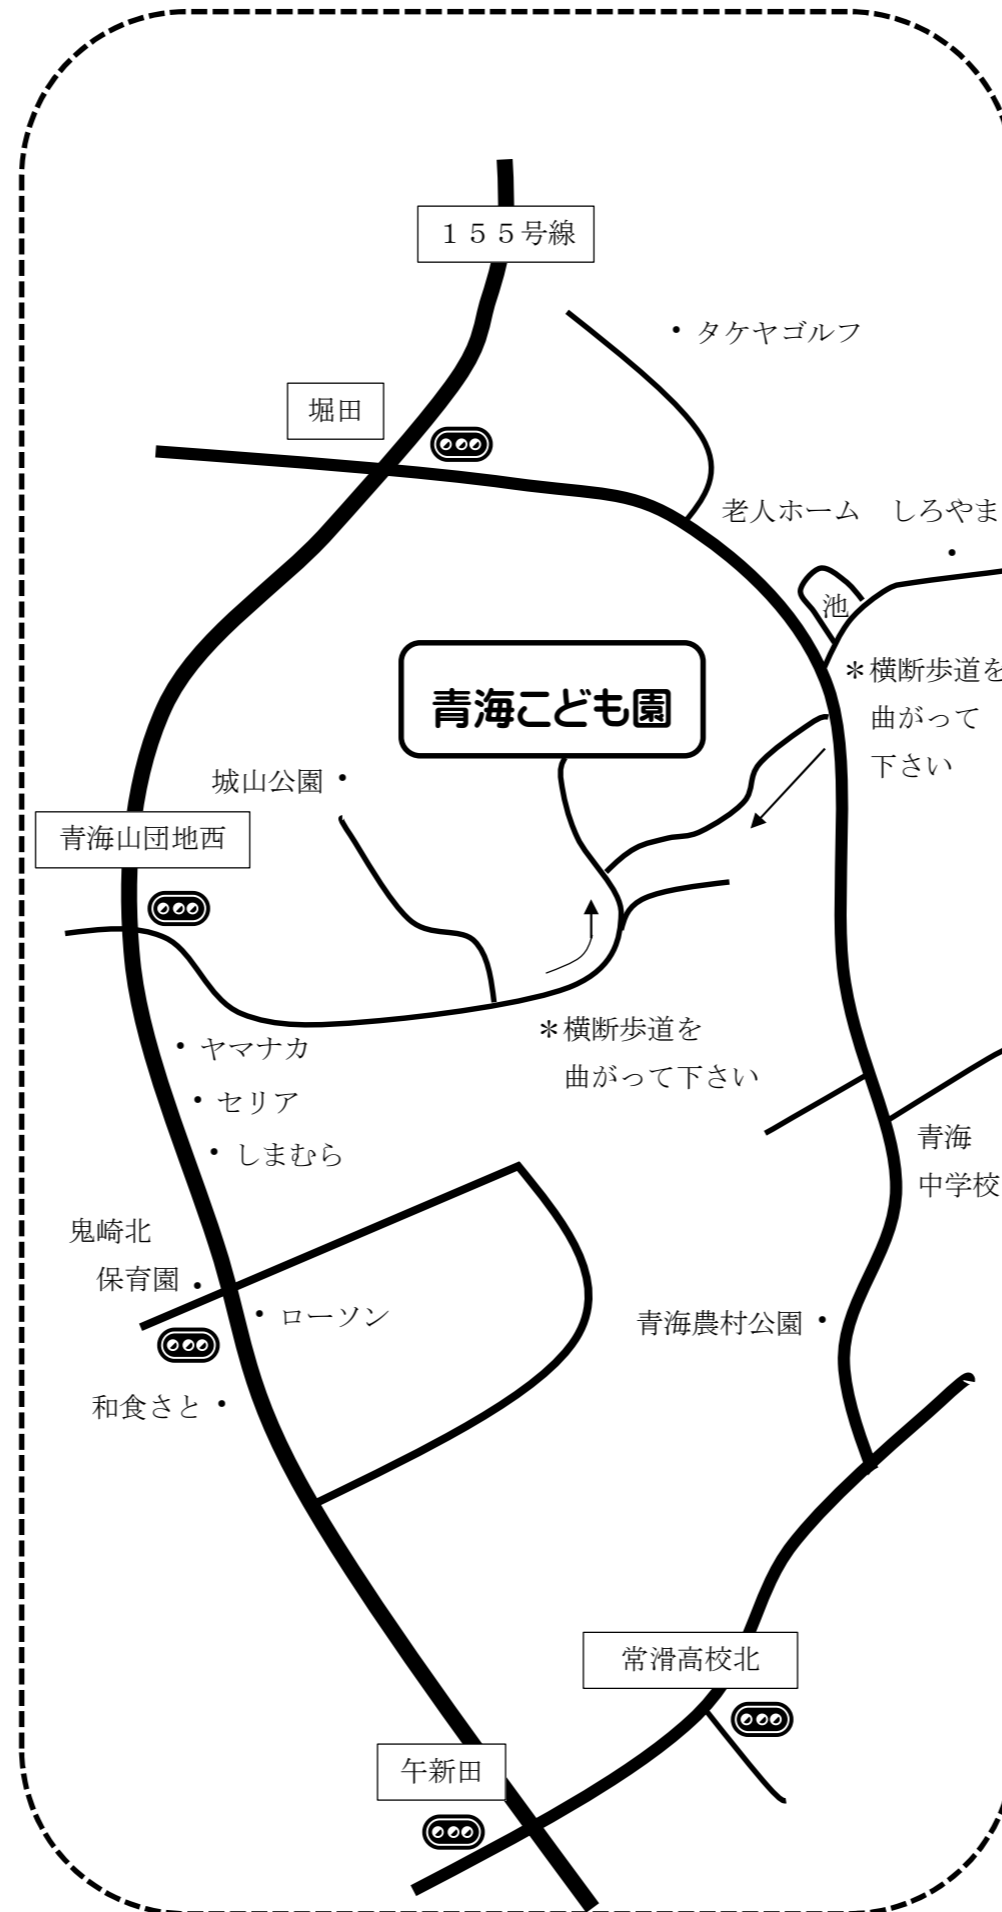 １５５号線
・タケヤゴルフ
堀田
老人ホーム　しろやま
・
池
＊横断歩道を
曲がって
下さい
青海こども園
城山公園・
青海山団地西
＊横断歩道を
曲がって下さい
・ヤマナカ
・セリア
・しまむら
青海
中学校
鬼崎北
保育園・
・ローソン
青海農村公園・
和食さと・
常滑高校北
午新田